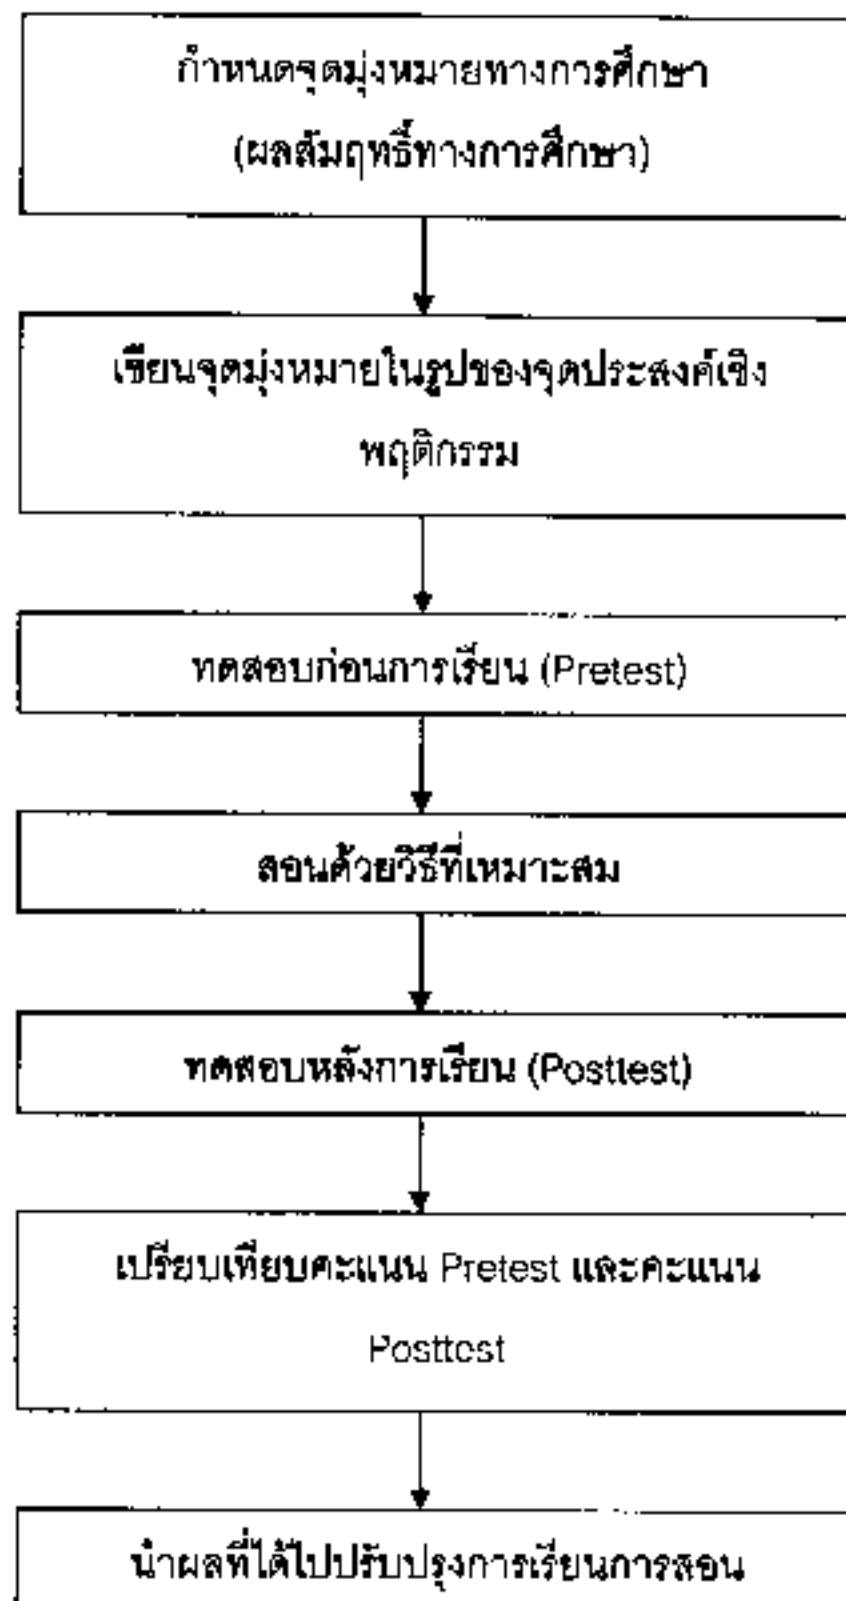 กำหนดจุดมุ่งหมายทางการศึกษา
(ผลสัมฤทธิ์ทางการศึกษา)
เขียนจุดมุ่งหมายในรูปของจุดประสงค์เชิง
พฤติกรรม
ทดสอบก่อนการเรียน (Pretest)
สอนด้วยวิธีที่เหมาะสม
ทดสอบหลังการเรียน (Posttest)
เปรียบเทียบคะแนน Pretest และคะแนน
Posttest
นำผลที่ได้ไปปรับปรุงการเรียนการสอน